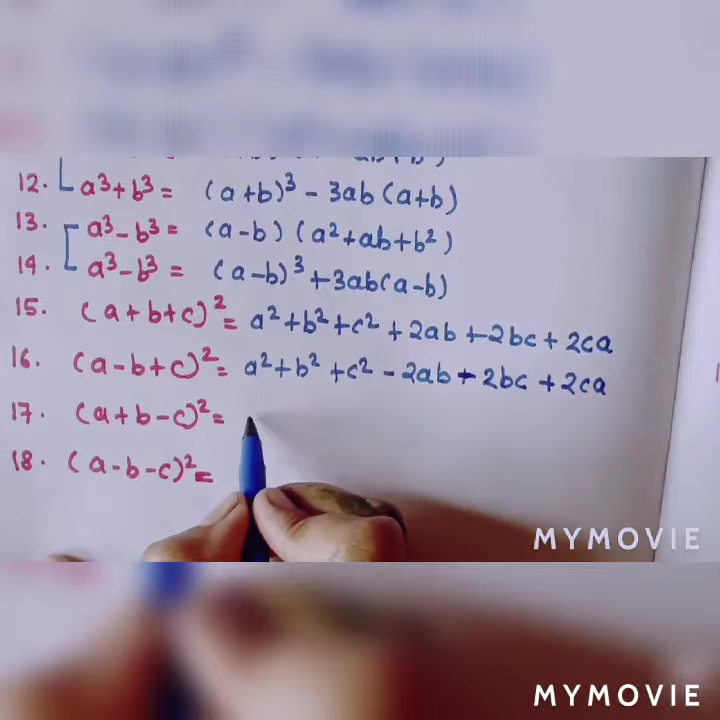 12. a³+b³= (a+b)³ - 3ab(a+b)
13. a³-b³= (a-b) (a²+ab+b²)
14. a³-b³= (a-b)³+3ab(a-b)
15. (a+b+c)²= a²+b²+c²+2ab+2bc+2ca
16. (a-b+c)²= a²+b²+c²-2ab-2bc+2ca
17. (a+b-c)²=
18. (a-b-c)²=
MYMOVIE
MYMOVIE